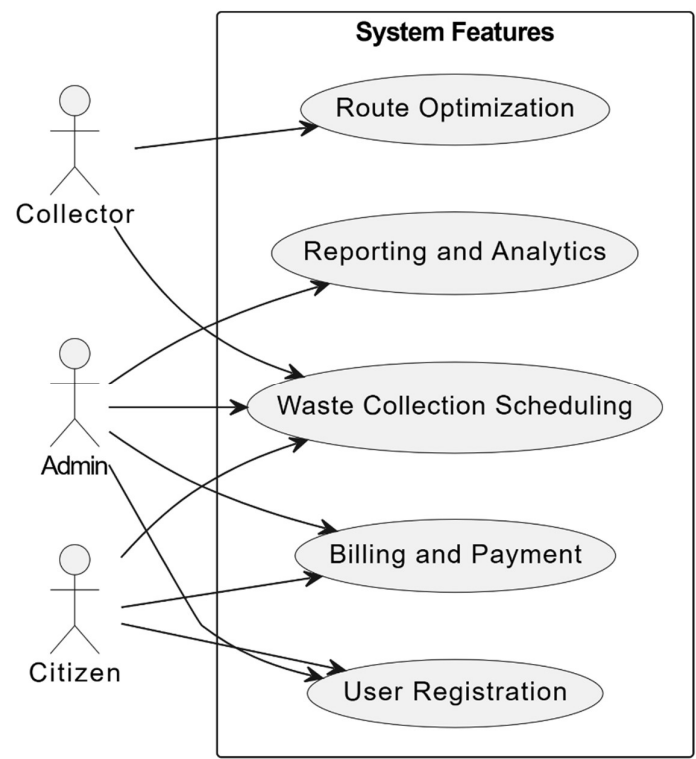 System Features
Route Optimization
Collector
Reporting and Analytics
Waste Collection Scheduling
Admin
Billing and Payment
Citizen
User Registration